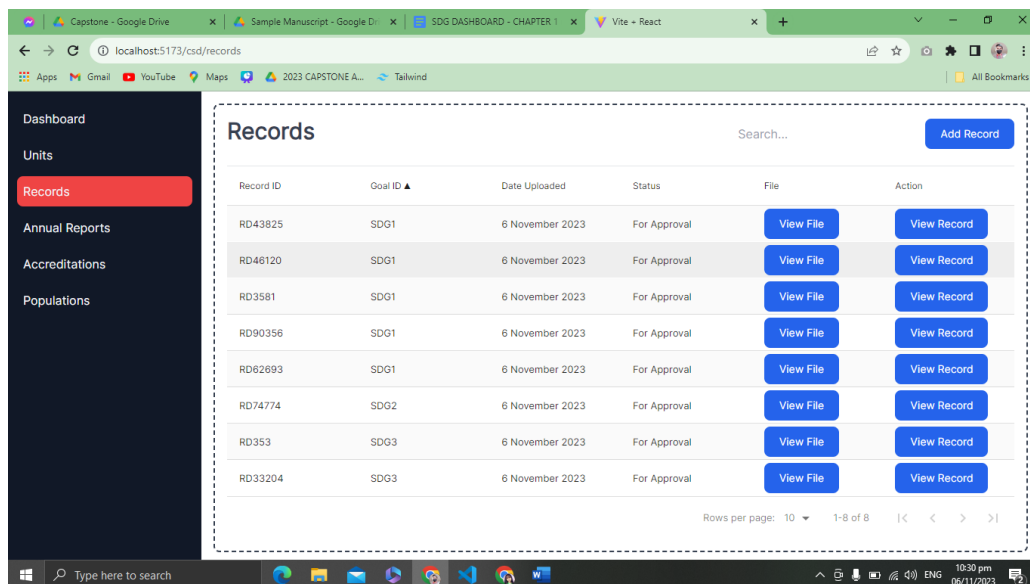 Capstone - Google Drive
Sample Manuscript - Google Dr
SDG DASHBOARD - CHAPTER 1
Vite + React
localhost:5173/csd/records
Apps Gmail YouTube Maps 2023 CAPSTONE A... Tailwind All Bookmarks
Dashboard
Units
Records
Annual Reports
Accreditations
Populations
Records Search... Add Record
Record ID Goal ID ▲ Date Uploaded Status File Action
RD43825 SDG1 6 November 2023 For Approval View File View Record
RD46120 SDG1 6 November 2023 For Approval View File View Record
RD3581 SDG1 6 November 2023 For Approval View File View Record
RD90356 SDG1 6 November 2023 For Approval View File View Record
RD62693 SDG1 6 November 2023 For Approval View File View Record
RD74774 SDG2 6 November 2023 For Approval View File View Record
RD353 SDG3 6 November 2023 For Approval View File View Record
RD33204 SDG3 6 November 2023 For Approval View File View Record
Rows per page: 10 1-8 of 8
Type here to search
ENG
10:30 pm
06/11/2023